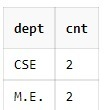 dept cnt
CSE 2
M.E. 2